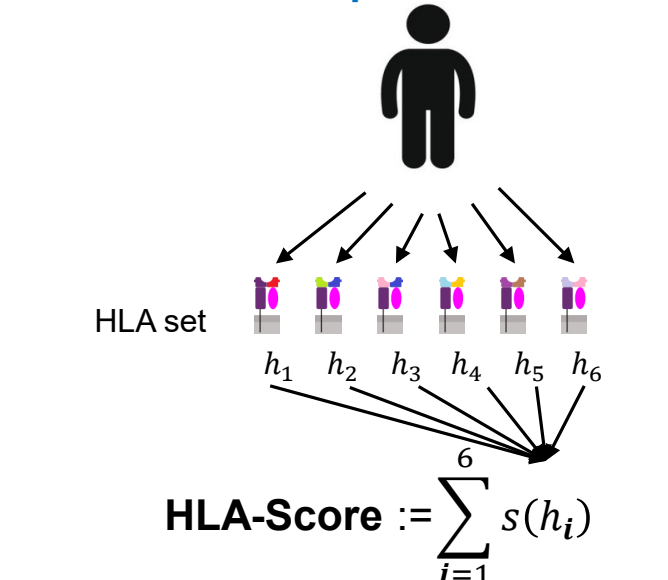 HLA set
h₁ h₂ h₃ h₄ h₅ h₆
6
HLA-Score := ∑ s(hᵢ)
i=1